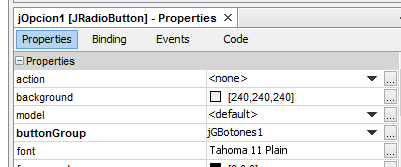 jOpcion1 [JRadioButton] - Properties ×
Properties Binding Events Code
Properties
action <none> ...
background [240,240,240] ...
model <default> ...
buttonGroup jGBotones1 ...
font Tahoma 11 Plain ...